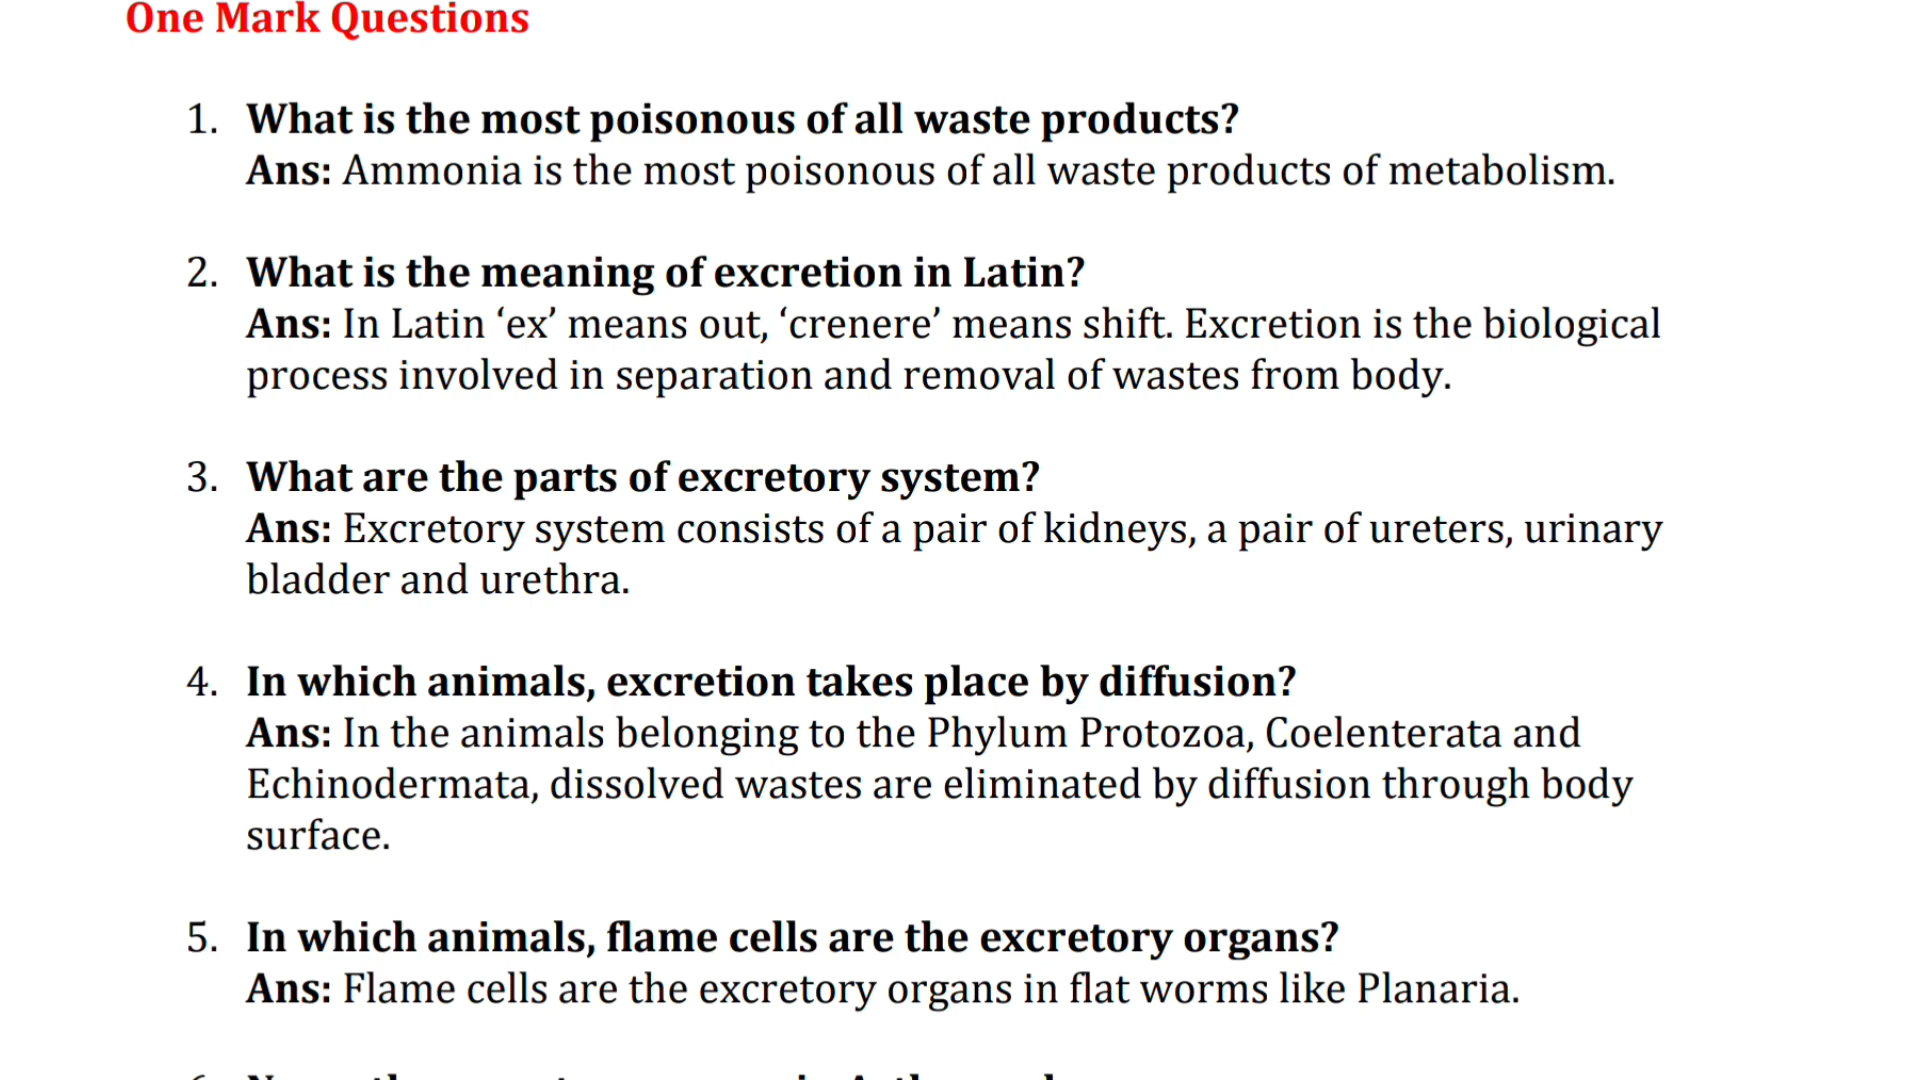 One Mark Questions
1. What is the most poisonous of all waste products?
Ans: Ammonia is the most poisonous of all waste products of metabolism.
2. What is the meaning of excretion in Latin?
Ans: In Latin ‘ex’ means out, ‘crenere’ means shift. Excretion is the biological
process involved in separation and removal of wastes from body.
3. What are the parts of excretory system?
Ans: Excretory system consists of a pair of kidneys, a pair of ureters, urinary
bladder and urethra.
4. In which animals, excretion takes place by diffusion?
Ans: In the animals belonging to the Phylum Protozoa, Coelenterata and
Echinodermata, dissolved wastes are eliminated by diffusion through body
surface.
5. In which animals, flame cells are the excretory organs?
Ans: Flame cells are the excretory organs in flat worms like Planaria.